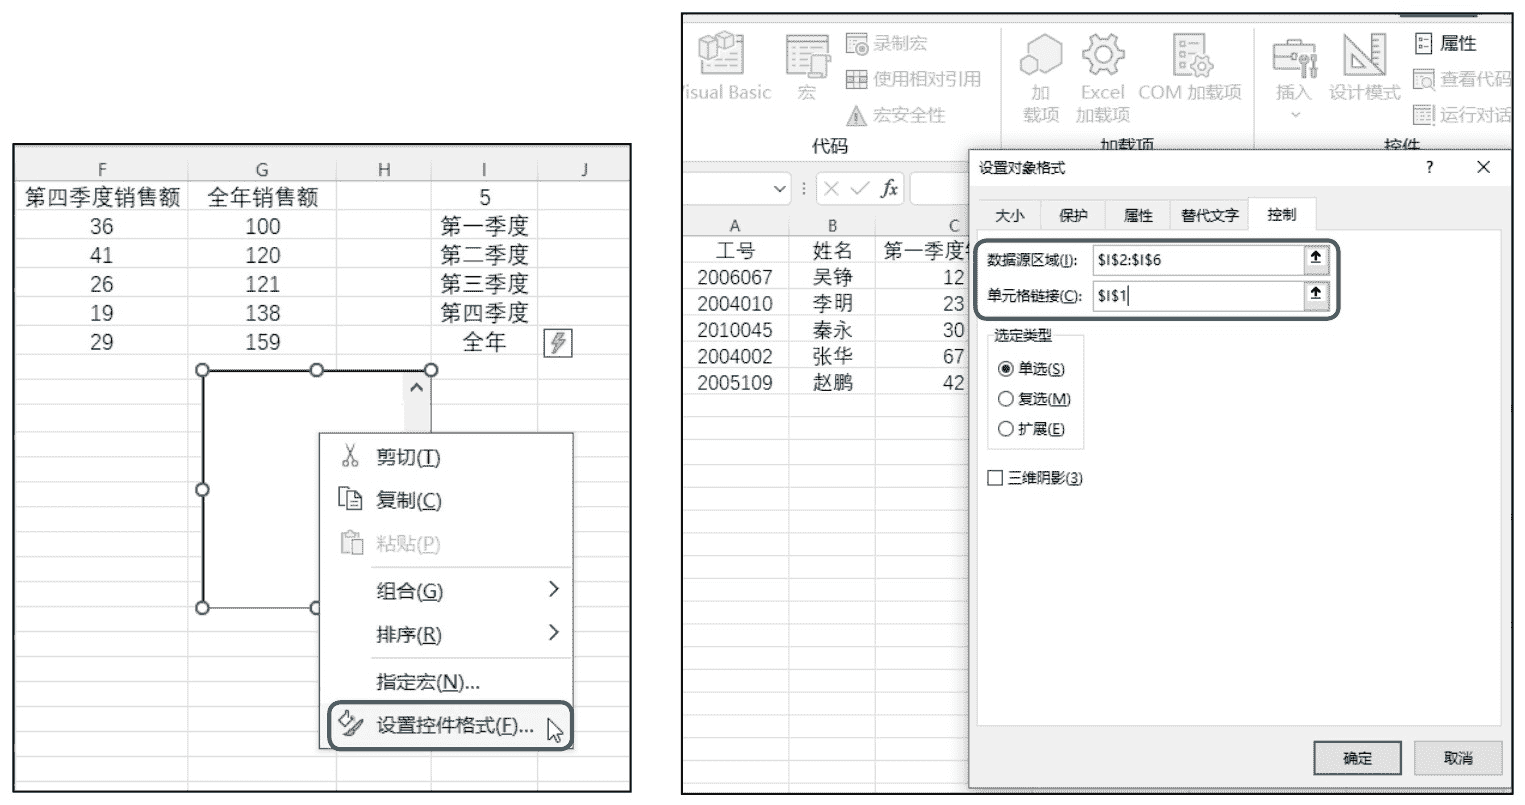 F G H I J
第四季度销售额 全年销售额 5
36 100 第一季度
41 120 第二季度
26 121 第三季度
19 138 第四季度
29 159 全年
剪切(T)
复制(C)
粘贴(P)
组合(G)
排序(R)
指定宏(N)...
设置控件格式(F)...
isual Basic
宏
录制宏
使用相对引用
宏安全性
代码
加
载项
Excel
加载项
COM 加载项
加载项
插入
设计模式
属性
查看代码
运行对话
控件
fx
A B C
工号 姓名 第一季度
2006067 吴铮 12
2004010 李明 23
2010045 秦永 30
2004002 张华 67
2005109 赵鹏 42
设置对象格式 ?
大小 保护 属性 替代文字 控制
数据源区域(I): $I$2:$I$6
单元格链接(C): $I$1
选定类型
单选(S)
复选(M)
扩展(E)
三维阴影(3)
确定 取消